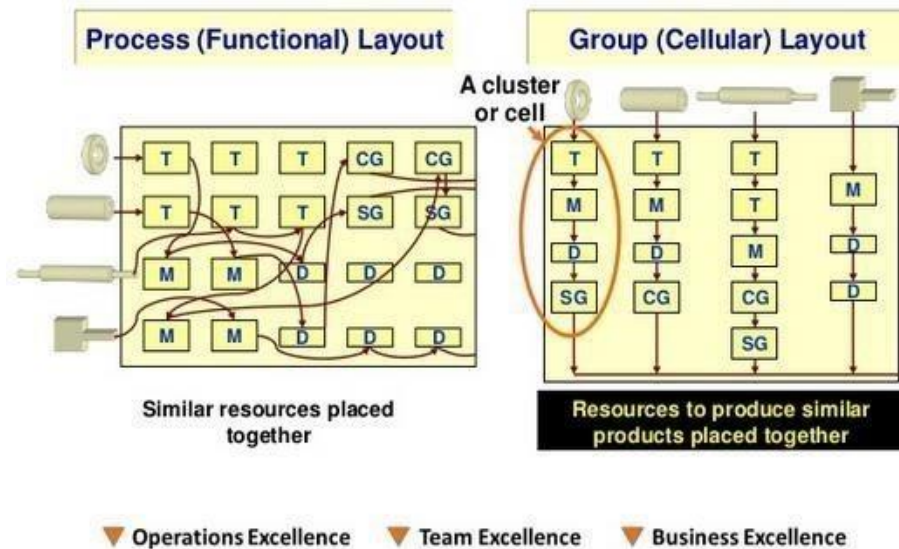 Process (Functional) Layout
Group (Cellular) Layout
A cluster
or cell
T T T CG CG
T T T SG SG
M M D D D
M M D D D
T T T
M M T M
D D M D
SG CG CG D
SG
Similar resources placed
together
Resources to produce similar
products placed together
▼ Operations Excellence ▼ Team Excellence ▼ Business Excellence